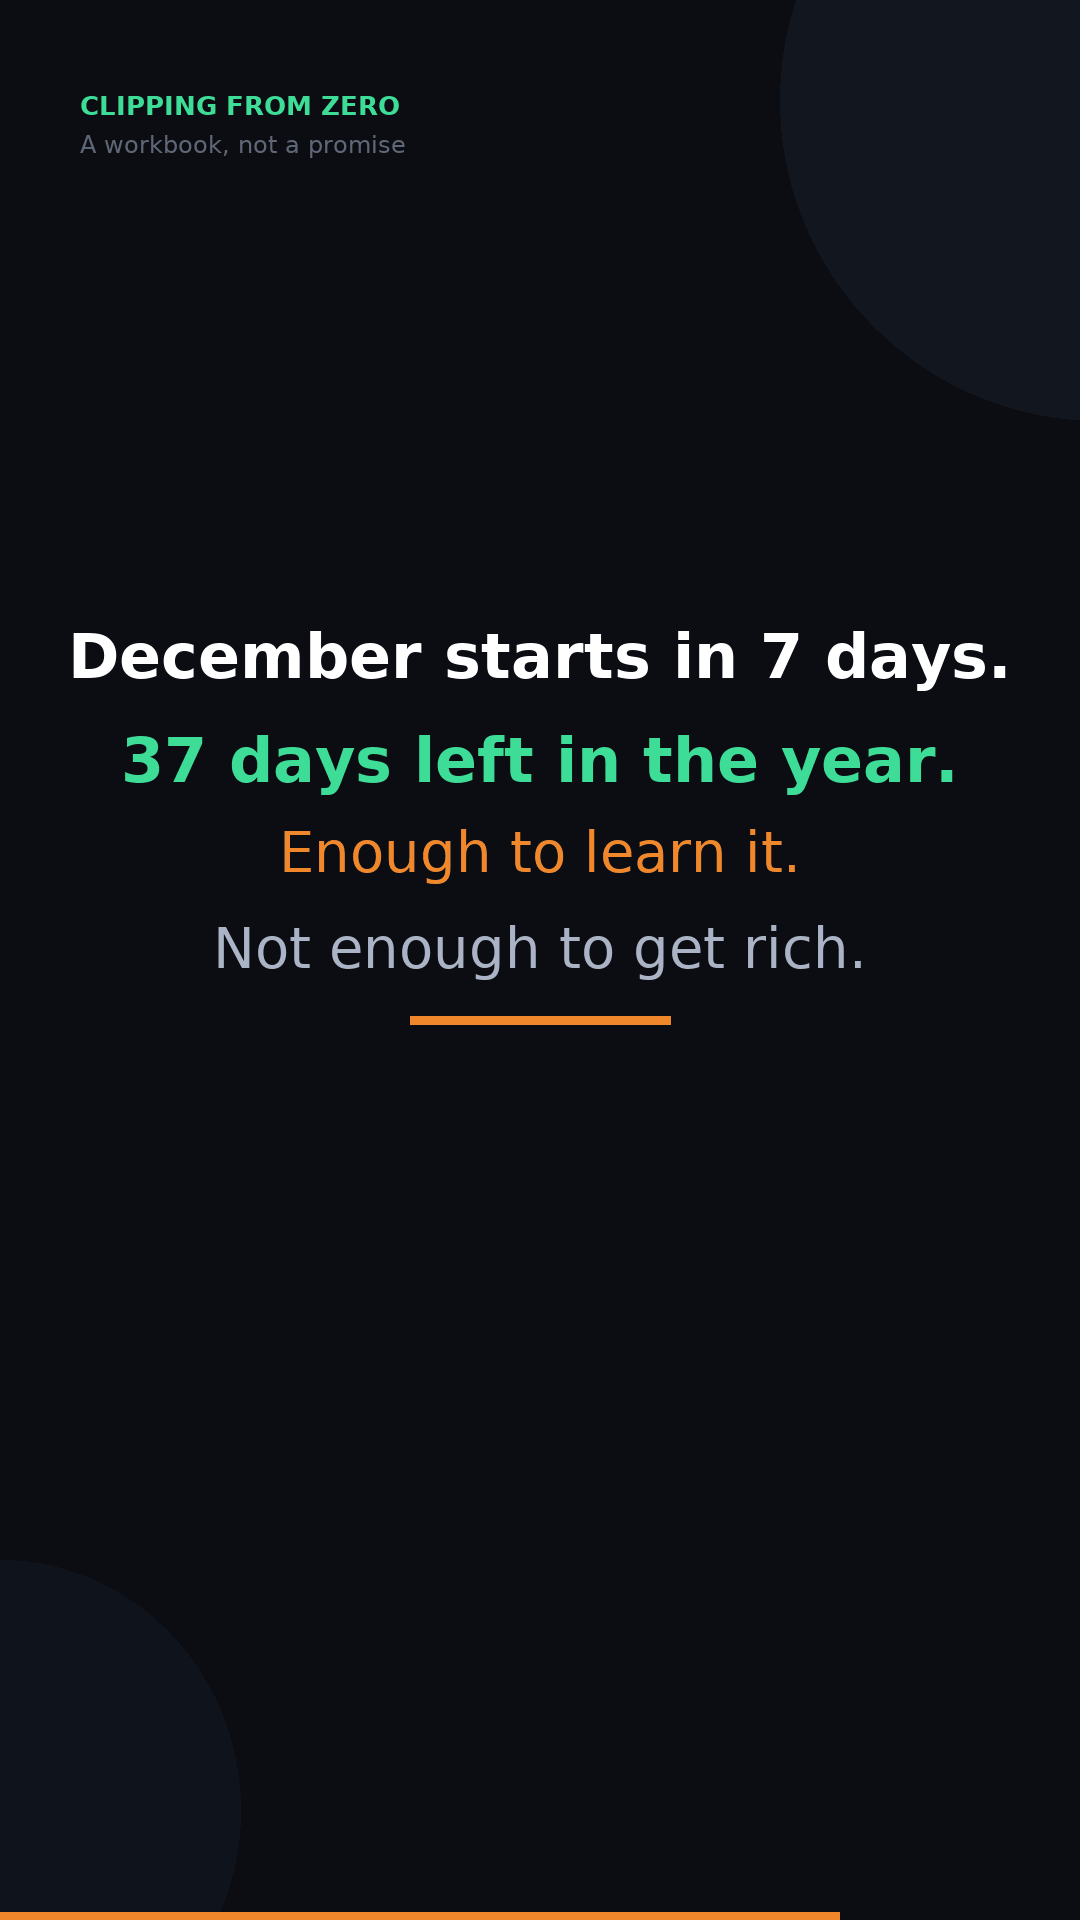 CLIPPING FROM ZERO
A workbook, not a promise
December starts in 7 days.
37 days left in the year.
Enough to learn it.
Not enough to get rich.